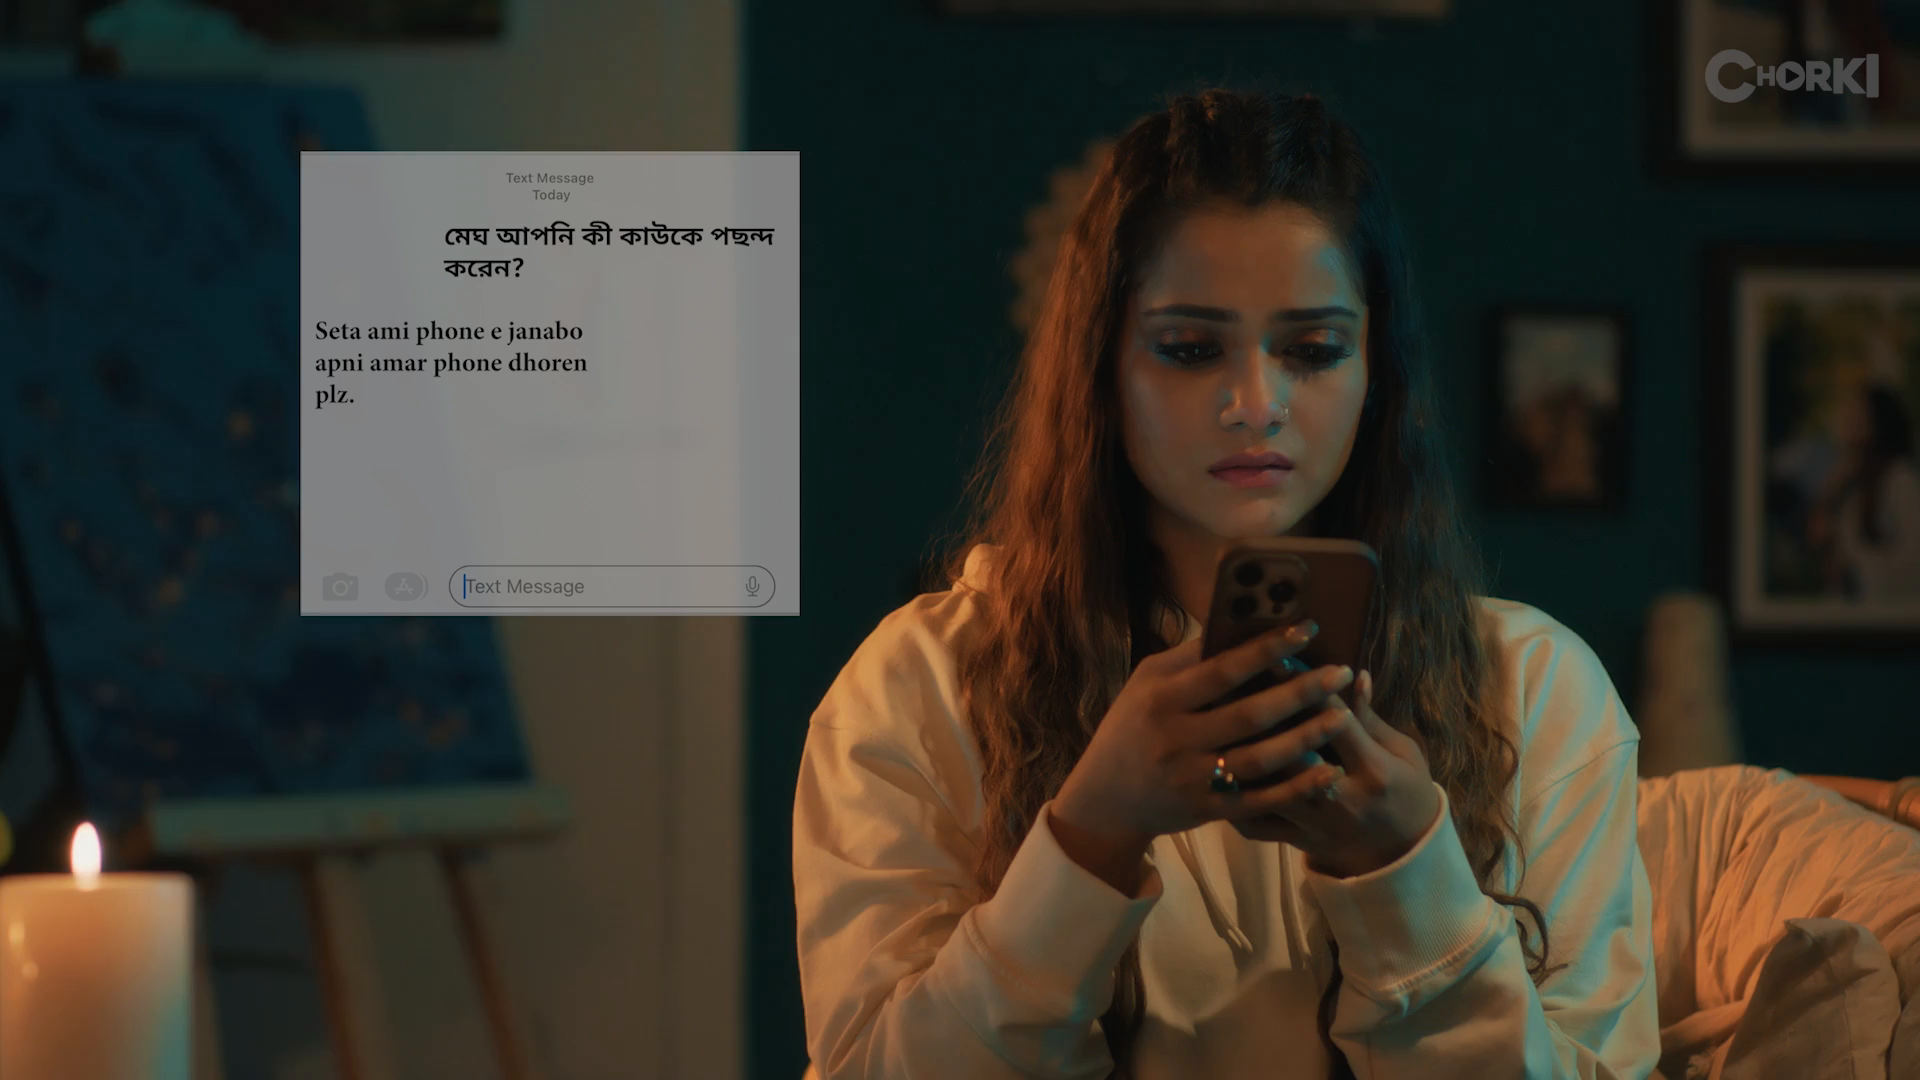 CHORKI
Text Message
Today
মেঘ আপনি কী কাউকে পছন্দ
করেন?
Seta ami phone e janabo
apni amar phone dhoren
plz.
Text Message